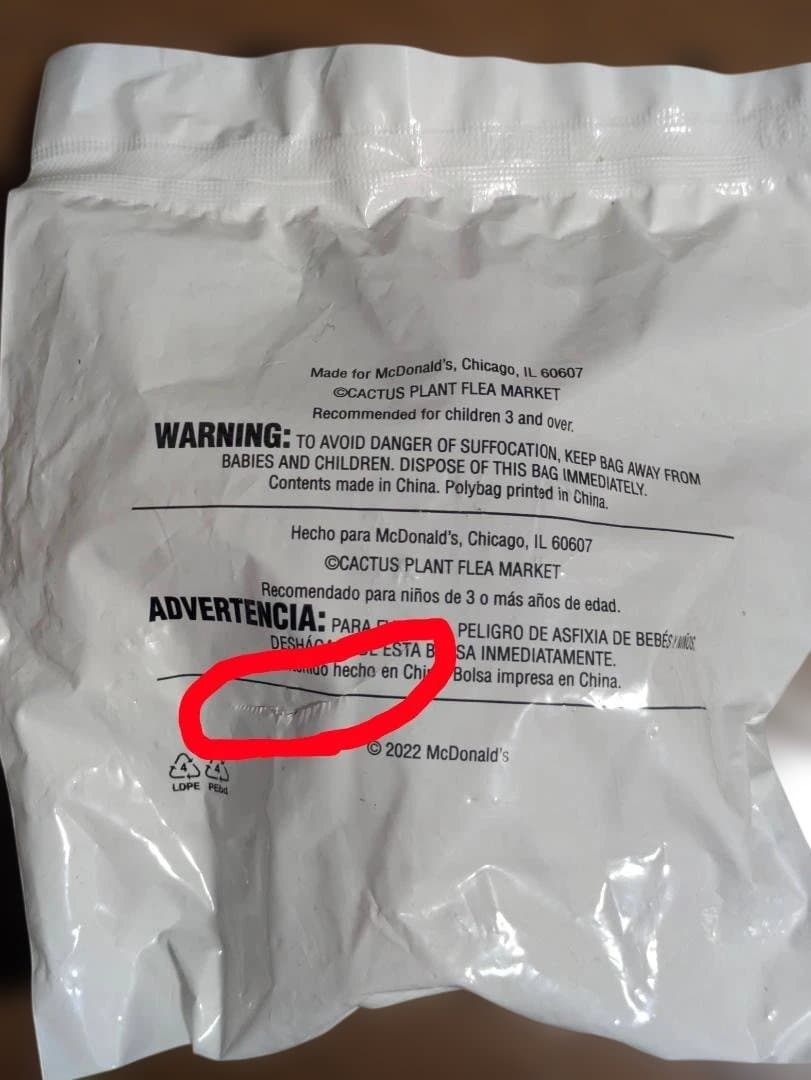 Made for McDonald's, Chicago, IL 60607
©CACTUS PLANT FLEA MARKET
Recommended for children 3 and over.
WARNING: TO AVOID DANGER OF SUFFOCATION, KEEP BAG AWAY FROM
BABIES AND CHILDREN. DISPOSE OF THIS BAG IMMEDIATELY.
Contents made in China. Polybag printed in China.
Hecho para McDonald's, Chicago, IL 60607
©CACTUS PLANT FLEA MARKET
Recomendado para niños de 3 o más años de edad.
ADVERTENCIA: PARA PELIGRO DE ASFIXIA DE BEBÉS Y NIÑOS.
ESTA INMEDIATAMENTE.
hecho en Bolsa impresa en China.
© 2022 McDonald's
4 4
LDPE PEbd